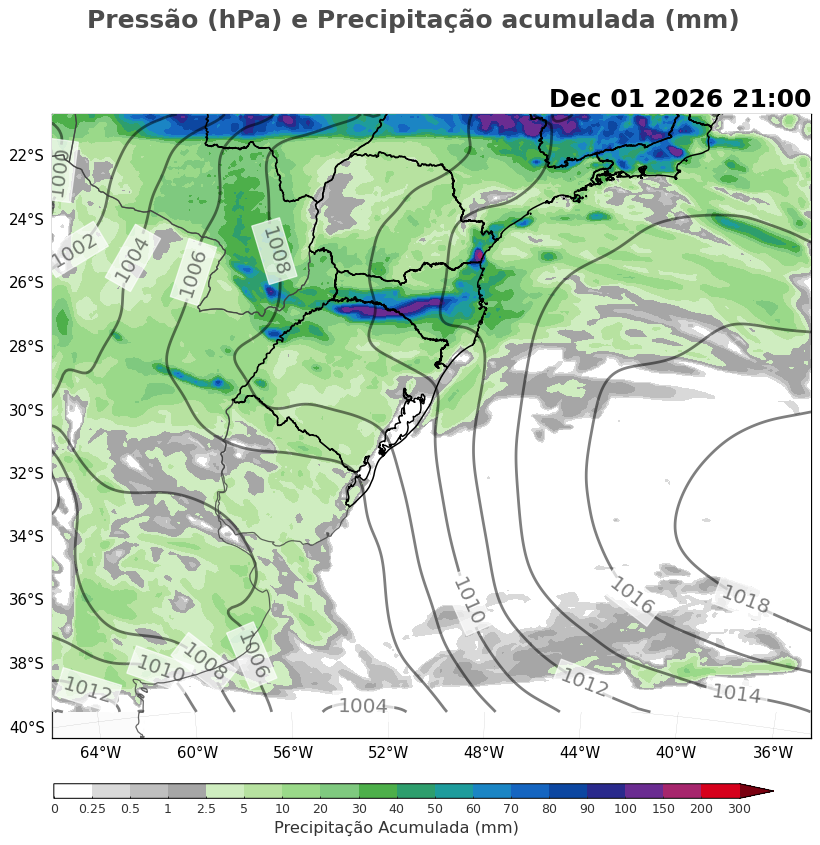 Pressão (hPa) e Precipitação acumulada (mm)
Dec 01 2026 21:00
22°S
24°S
26°S
28°S
30°S
32°S
34°S
36°S
38°S
40°S
1000
1002
1004
1006
1008
1010
1016
1018
1012
1010
1008
1006
1004
1012
1014
64°W 60°W 56°W 52°W 48°W 44°W 40°W 36°W
0 0.25 0.5 1 2.5 5 10 20 30 40 50 60 70 80 90 100 150 200 300
Precipitação Acumulada (mm)